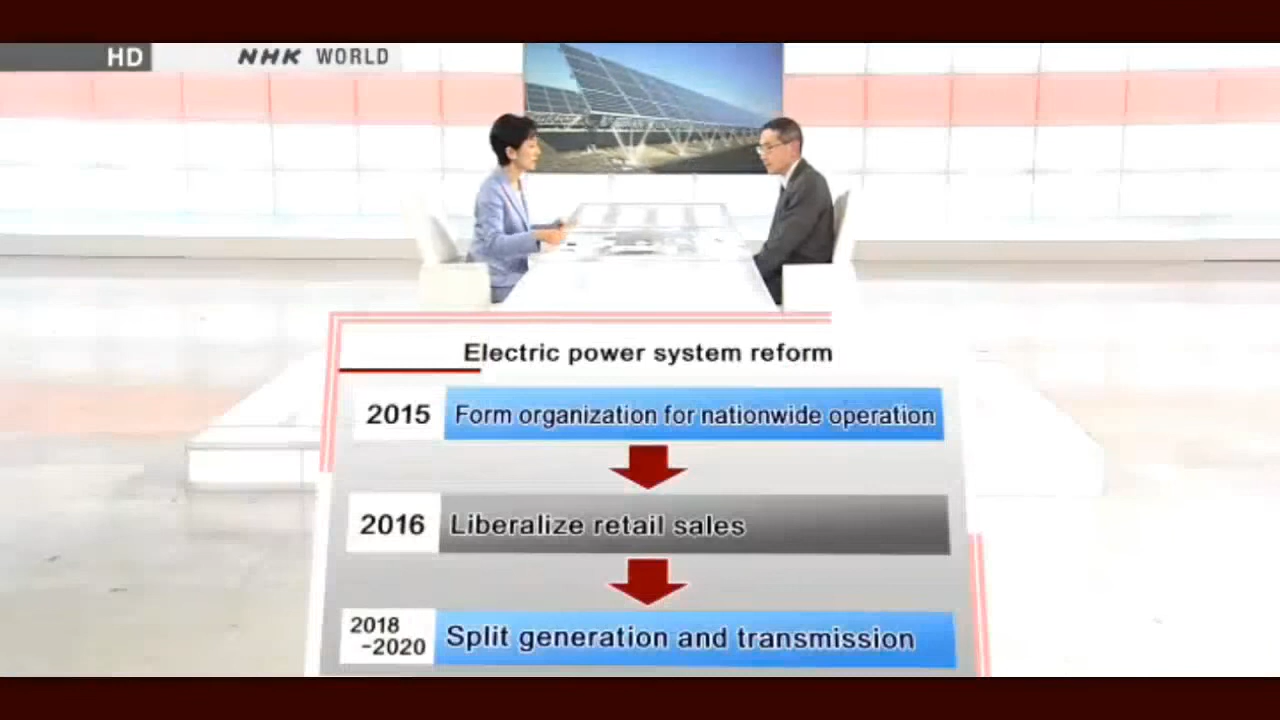 HD
NHK WORLD
Electric power system reform
2015 Form organization for nationwide operation
2016 Liberalize retail sales
2018
-2020 Split generation and transmission